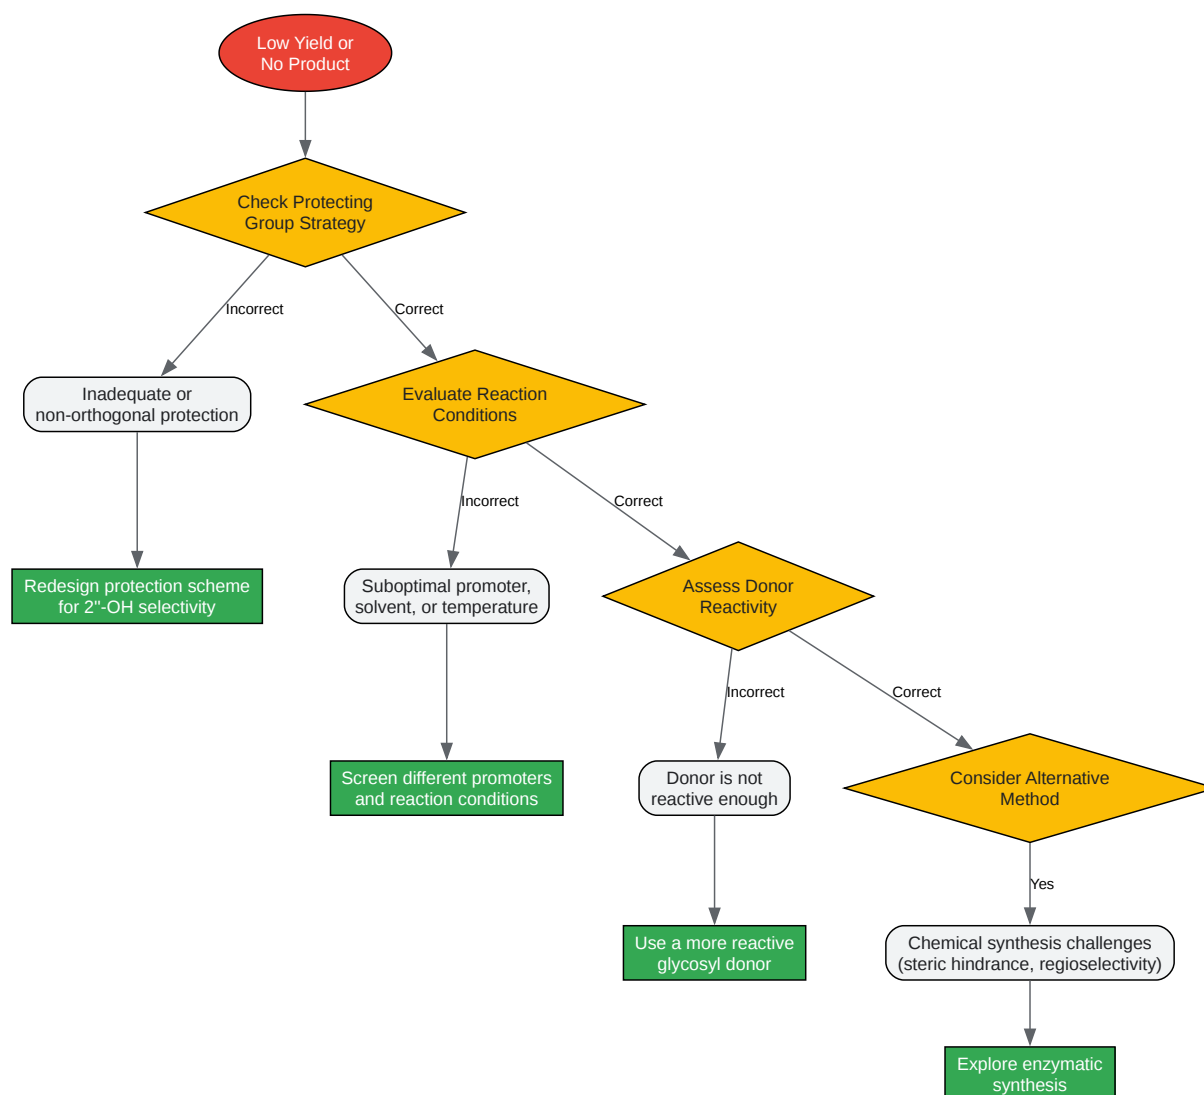 Low Yield or
No Product
Check Protecting
Group Strategy
Incorrect
Correct
Inadequate or
non-orthogonal protection
Evaluate Reaction
Conditions
Redesign protection scheme
for 2"-OH selectivity
Incorrect
Correct
Suboptimal promoter,
solvent, or temperature
Assess Donor
Reactivity
Screen different promoters
and reaction conditions
Incorrect
Correct
Donor is not
reactive enough
Consider Alternative
Method
Use a more reactive
glycosyl donor
Yes
Chemical synthesis challenges
(steric hindrance, regioselectivity)
Explore enzymatic
synthesis